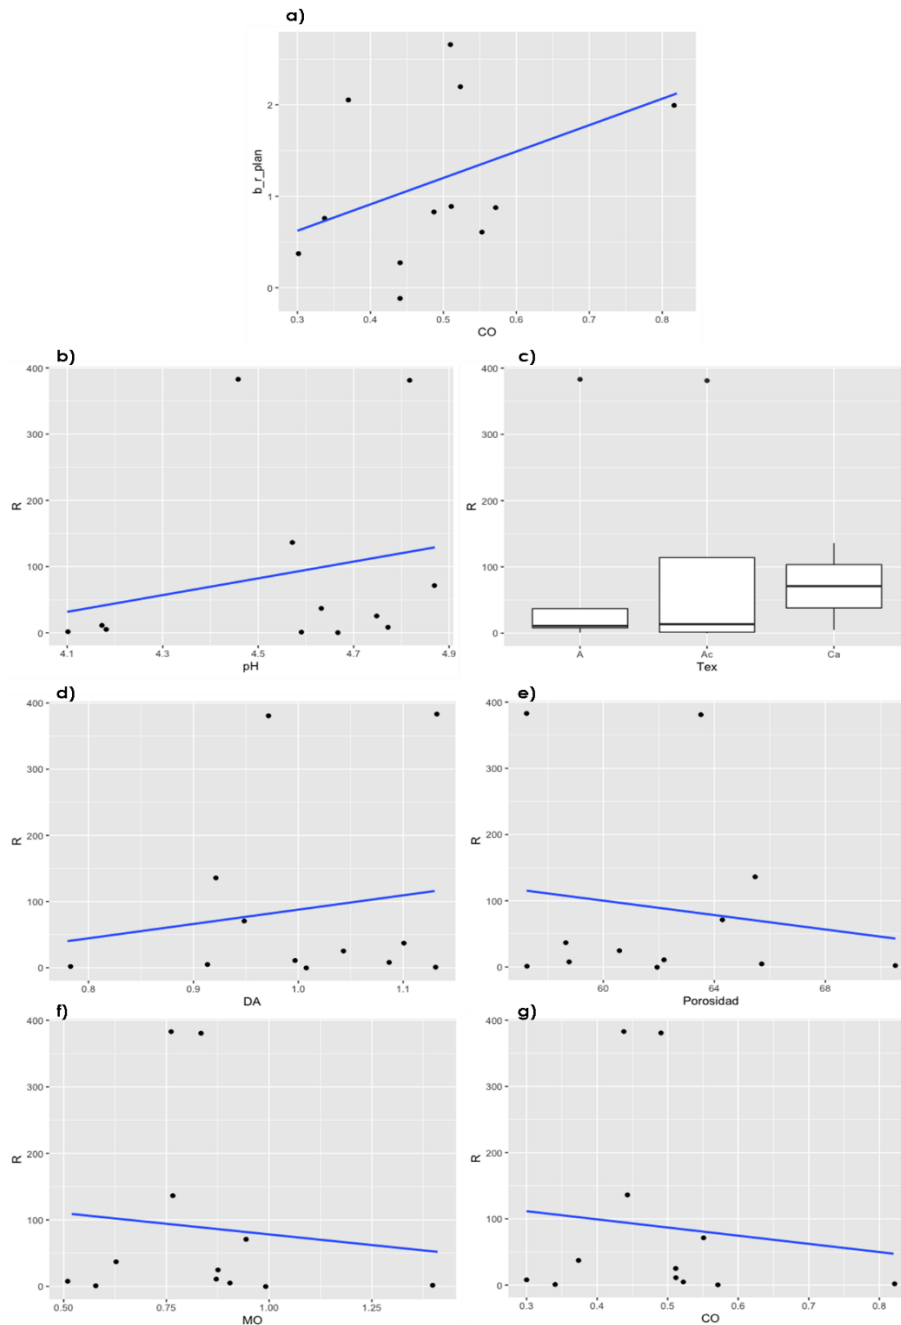 a)
2
1
0
b_r_plan
0.3 0.4 0.5 0.6 0.7 0.8
CO
b)
400
300
200
100
0
R
4.1 4.3 4.5 4.7 4.9
pH
c)
400
300
200
100
0
R
A Ac Ca
Tex
d)
400
300
200
100
0
R
0.8 0.9 1.0 1.1
DA
e)
400
300
200
100
0
R
60 64 68
Porosidad
f)
400
300
200
100
0
R
0.50 0.75 1.00 1.25
MO
g)
400
300
200
100
0
R
0.3 0.4 0.5 0.6 0.7 0.8
CO